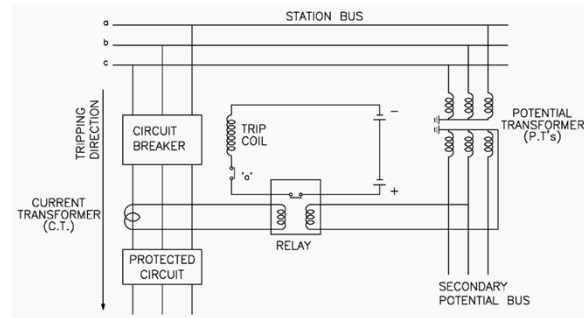 STATION BUS
a
b
c
TRIPPING
DIRECTION
CIRCUIT
BREAKER
TRIP
COIL
'a'
−
+
POTENTIAL
TRANSFORMER
(P.T's)
CURRENT
TRANSFORMER
(C.T.)
RELAY
PROTECTED
CIRCUIT
SECONDARY
POTENTIAL BUS